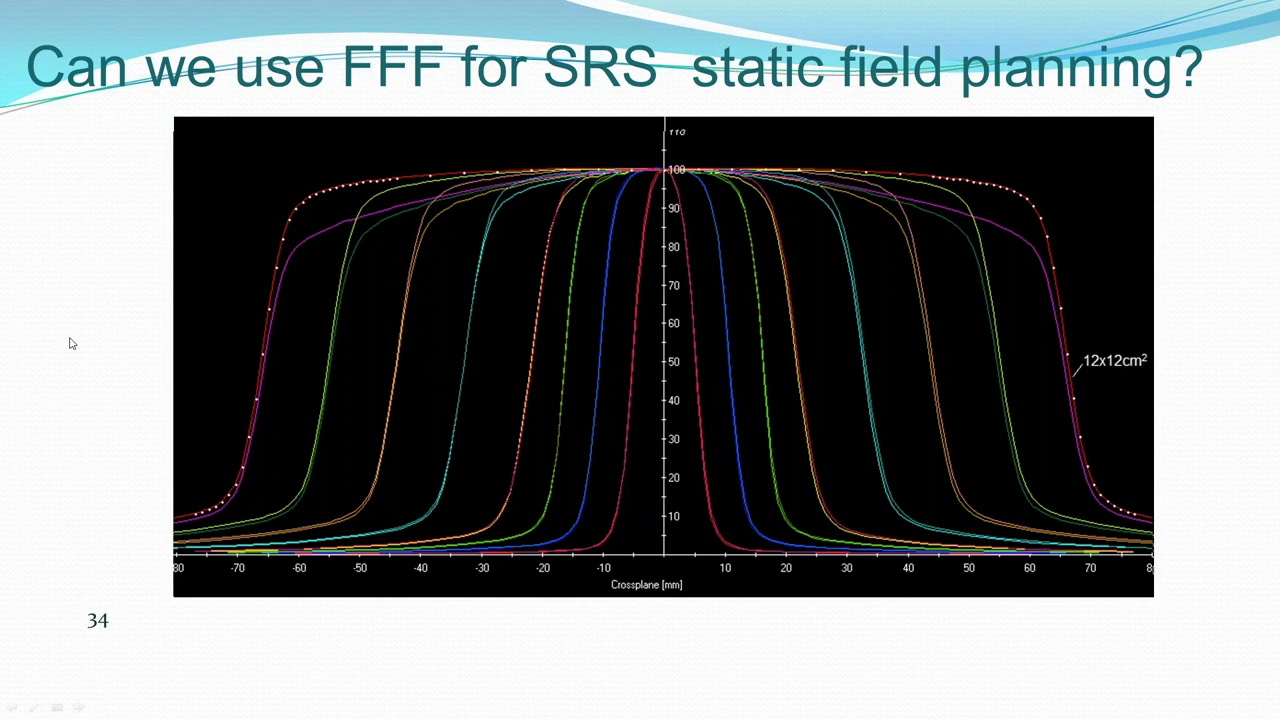 Can we use FFF for SRS static field planning?
100
90
80
70
60
50
40
30
20
10
12x12cm²
-80 -70 -60 -50 -40 -30 -20 -10 10 20 30 40 50 60 70
Crossplane [mm]
34